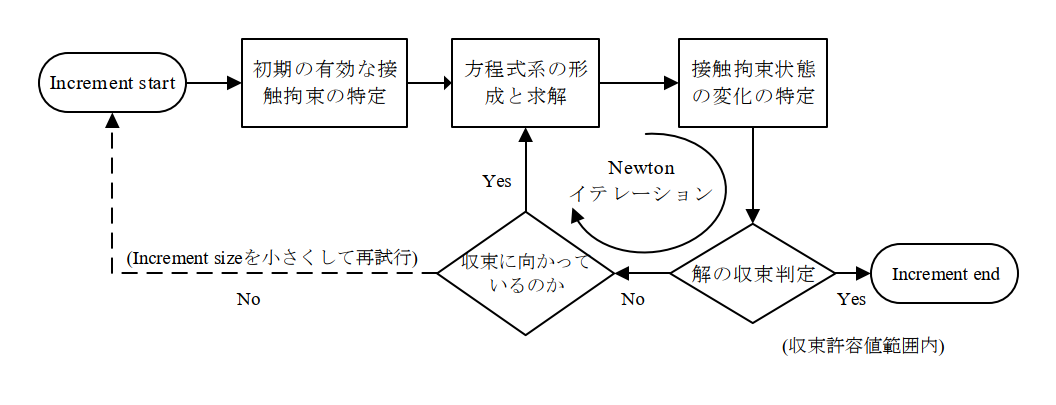 Increment start
初期の有効な接
触拘束の特定
方程式系の形
成と求解
接触拘束状態
の変化の特定
Newton
イテレーション
Yes
(Increment sizeを小さくして再試行)
No
収束に向かって
いるのか
No
解の収束判定
Yes
Increment end
(収束許容値範囲内)